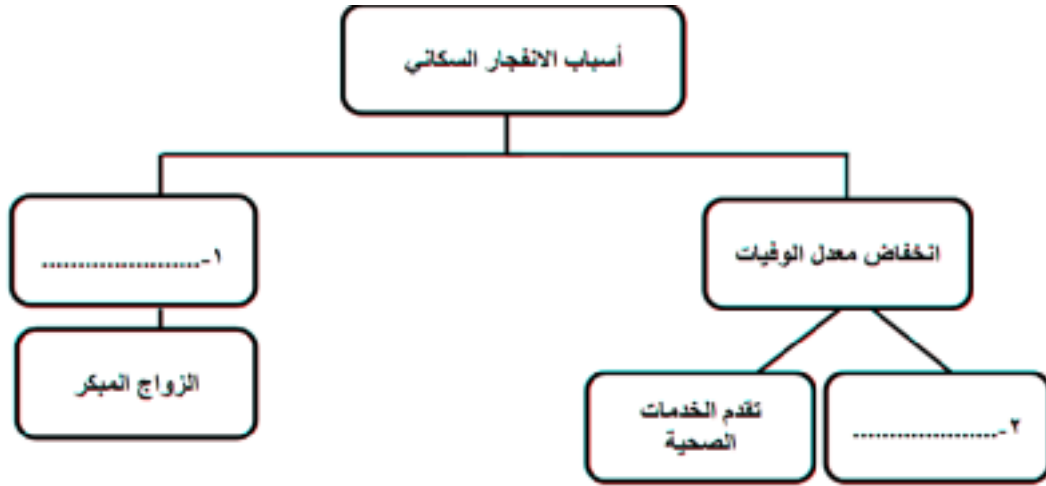 أسباب الانفجار السكاني
انخفاض معدل الوفيات
١-......................
الزواج المبكر
تقدم الخدمات
الصحية
٢-....................